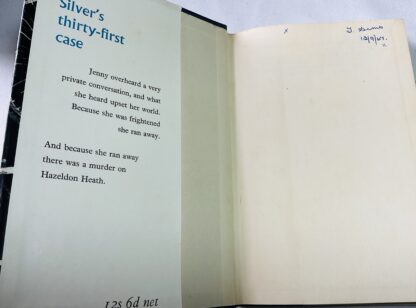 Silver's
thirty-first
case
Jenny overheard a very
private conversation, and what
she heard upset her world.
Because she was frightened
she ran away.
And because she ran away
there was a murder on
Hazeldon Heath.
12s 6d net
x
x